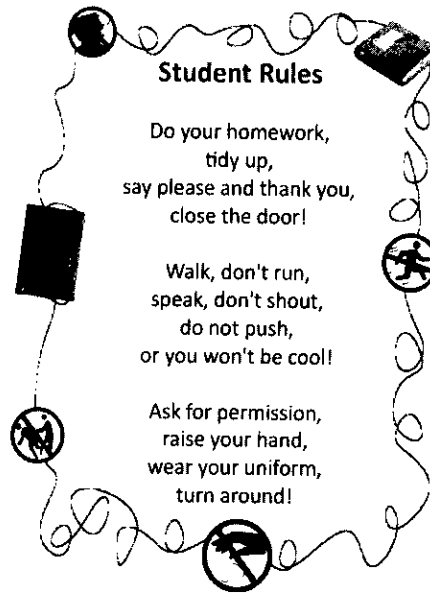 Student Rules
Do your homework,
tidy up,
say please and thank you,
close the door!
Walk, don't run,
speak, don't shout,
do not push,
or you won't be cool!
Ask for permission,
raise your hand,
wear your uniform,
turn around!